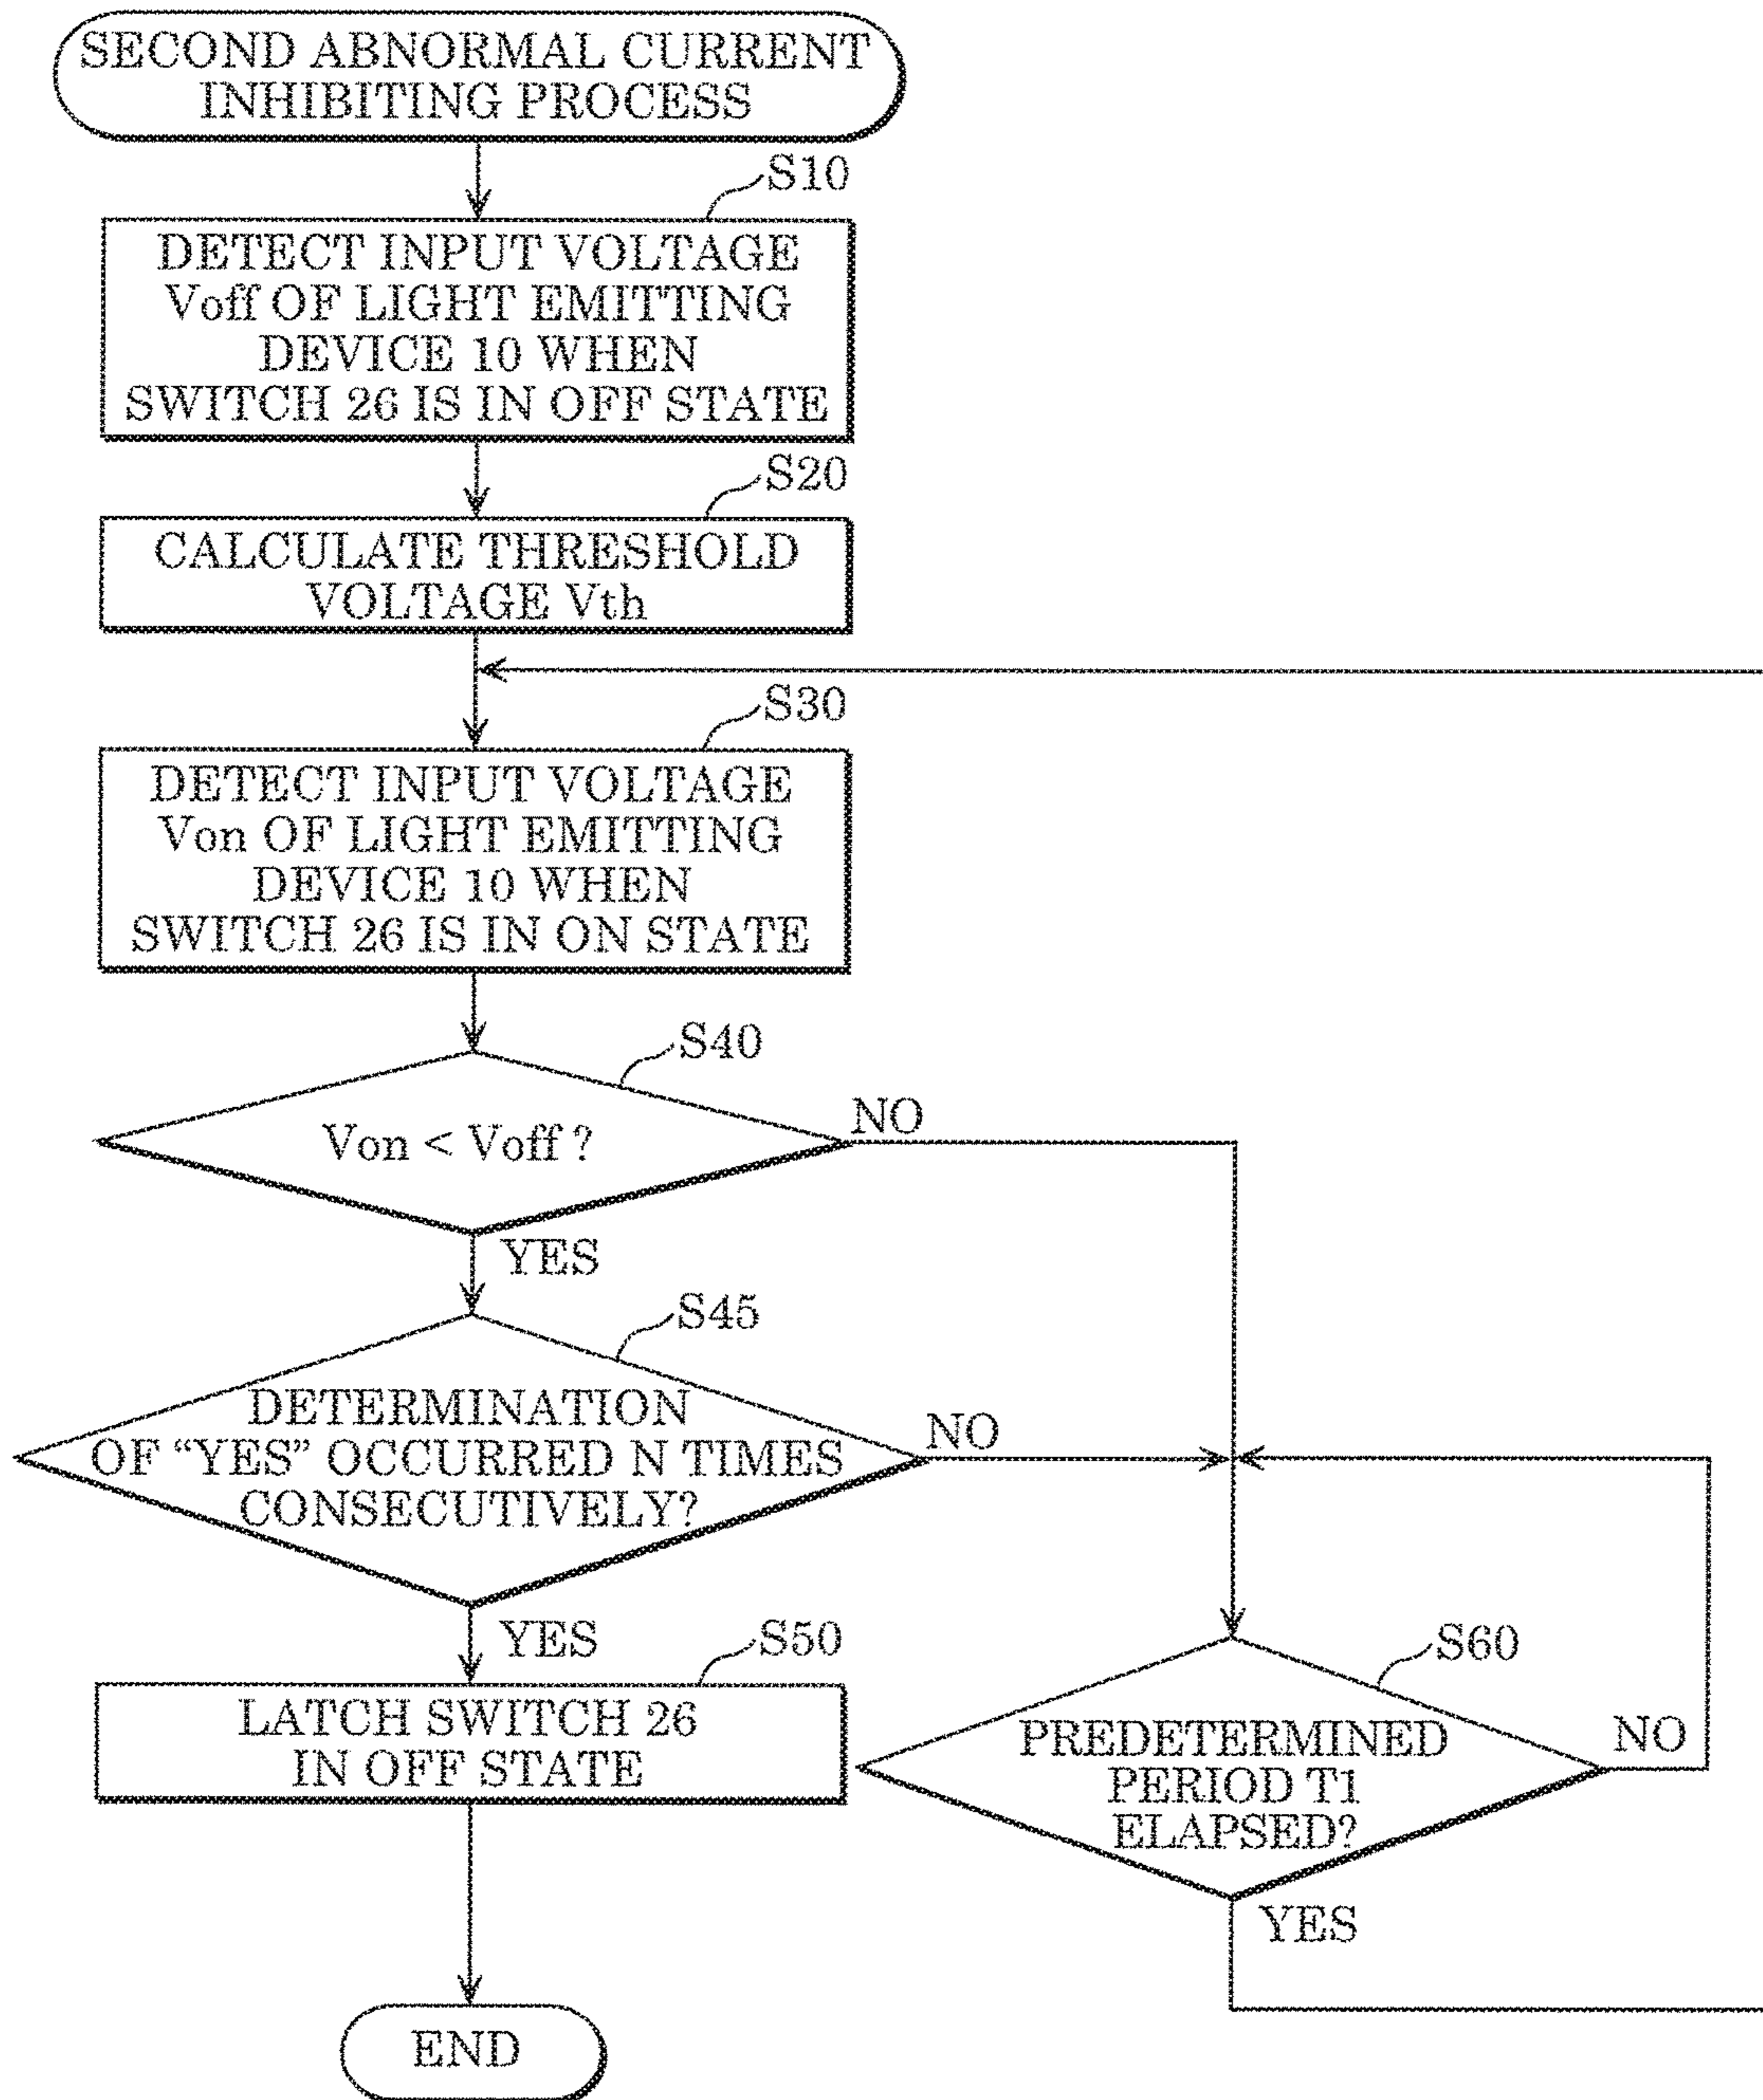 SECOND ABNORMAL CURRENT
INHIBITING PROCESS
S10
DETECT INPUT VOLTAGE
Voff OF LIGHT EMITTING
DEVICE 10 WHEN
SWITCH 26 IS IN OFF STATE
S20
CALCULATE THRESHOLD
VOLTAGE Vth
S30
DETECT INPUT VOLTAGE
Von OF LIGHT EMITTING
DEVICE 10 WHEN
SWITCH 26 IS IN ON STATE
S40
Von < Voff ?
NO
YES
S45
DETERMINATION
OF “YES” OCCURRED N TIMES
CONSECUTIVELY?
NO
YES
S50
LATCH SWITCH 26
IN OFF STATE
S60
PREDETERMINED
PERIOD T1
ELAPSED?
NO
YES
END